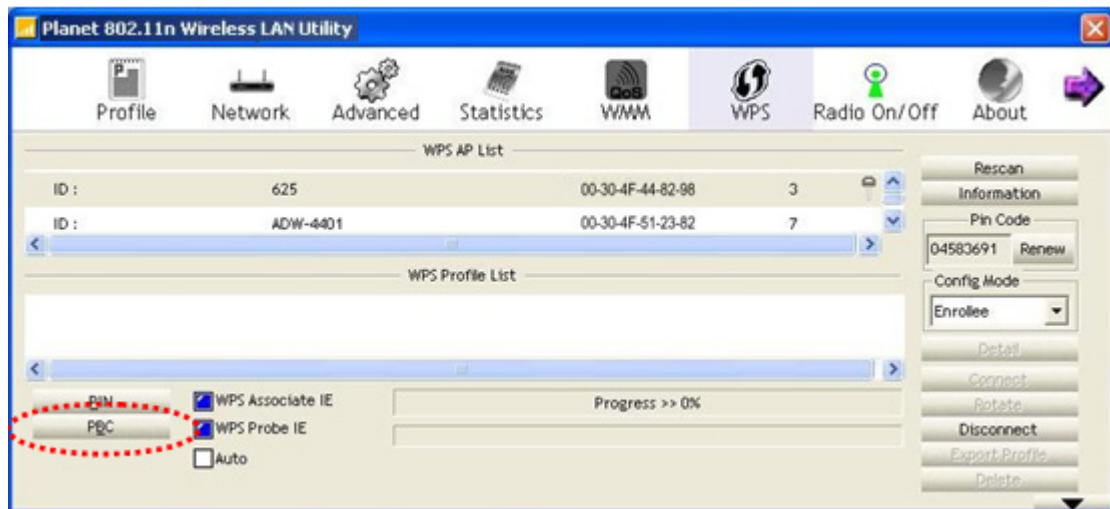 Planet 802.11n Wireless LAN Utility
Profile Network Advanced Statistics QoS WMM WPS Radio On/Off About
WPS AP List
ID : 625 00-30-4F-44-82-98 3
ID : ADW-4401 00-30-4F-51-23-82 7
WPS Profile List
PIN
PBC
WPS Associate IE
WPS Probe IE
Auto
Progress >> 0%
Rescan
Information
Pin Code
04583691 Renew
Config Mode
Enrollee
Detail
Connect
Rotate
Disconnect
Export Profile
Delete